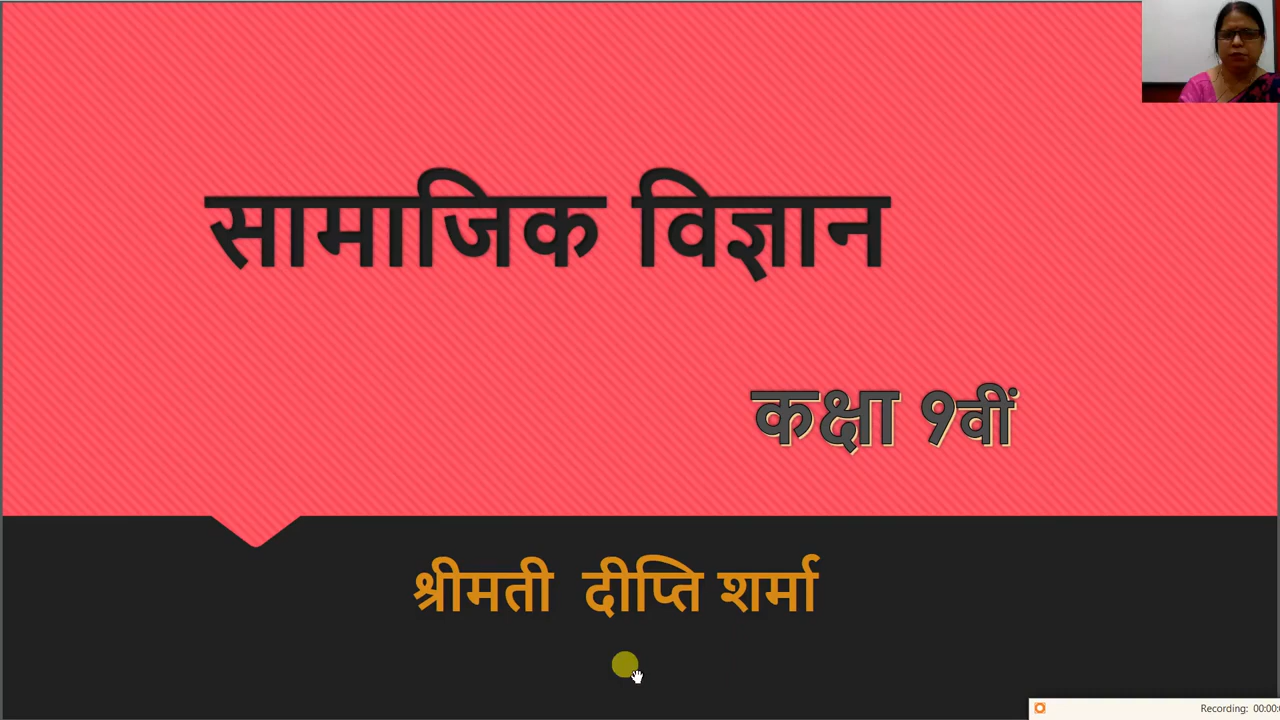 सामाजिक विज्ञान
कक्षा 9वीं
श्रीमती दीप्ति शर्मा
Recording: 00:00: